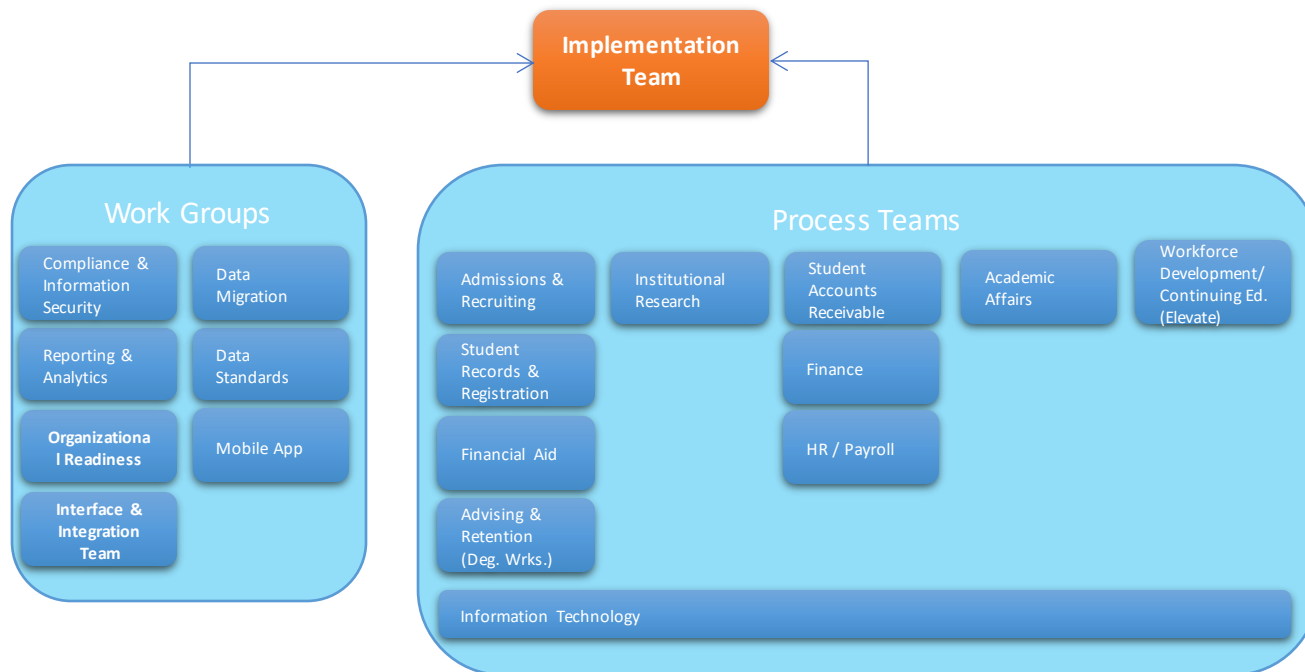 Implementation
Team
Work Groups
Compliance &
Information
Security
Data
Migration
Reporting &
Analytics
Data
Standards
Organizationa
l Readiness
Mobile App
Interface &
Integration
Team
Process Teams
Admissions &
Recruiting
Institutional
Research
Student
Accounts
Receivable
Academic
Affairs
Workforce
Development/
Continuing Ed.
(Elevate)
Student
Records &
Registration
Finance
Financial Aid
HR / Payroll
Advising &
Retention
(Deg. Wrks.)
Information Technology